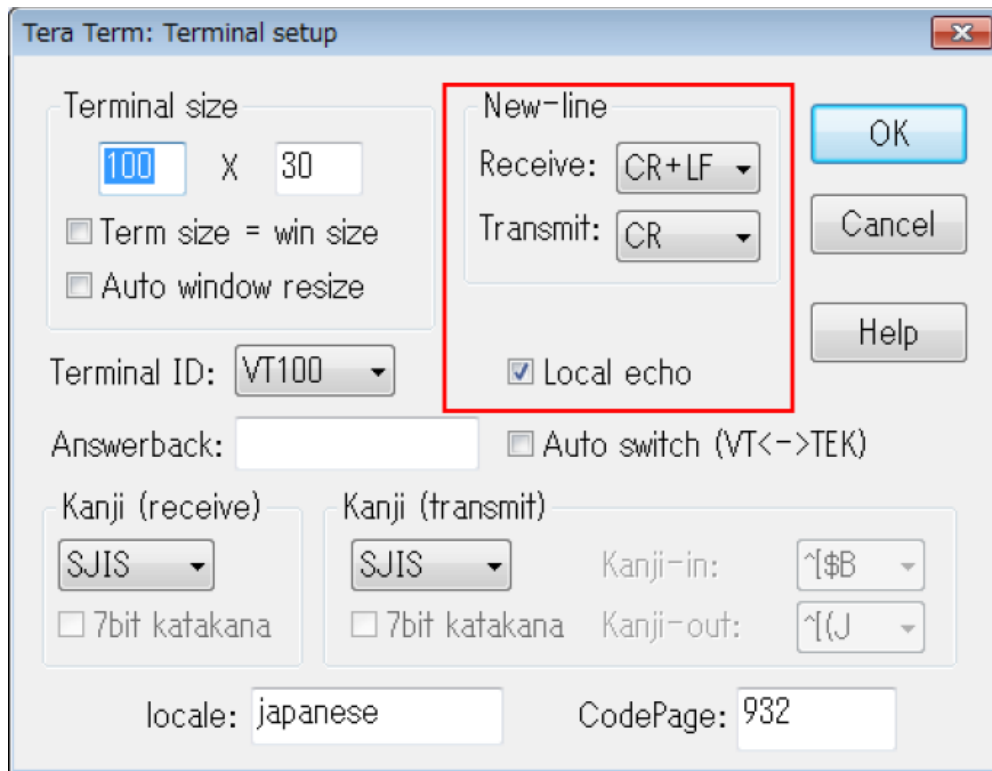 Tera Term: Terminal setup
Terminal size
100 X 30
Term size = win size
Auto window resize
New-line
Receive: CR+LF
Transmit: CR
OK
Cancel
Help
Terminal ID: VT100
Local echo
Answerback:
Auto switch (VT<->TEK)
Kanji (receive)
SJIS
7bit katakana
Kanji (transmit)
SJIS
Kanji-in: ^[$B
7bit katakana
Kanji-out: ^[(J
locale: japanese
CodePage: 932